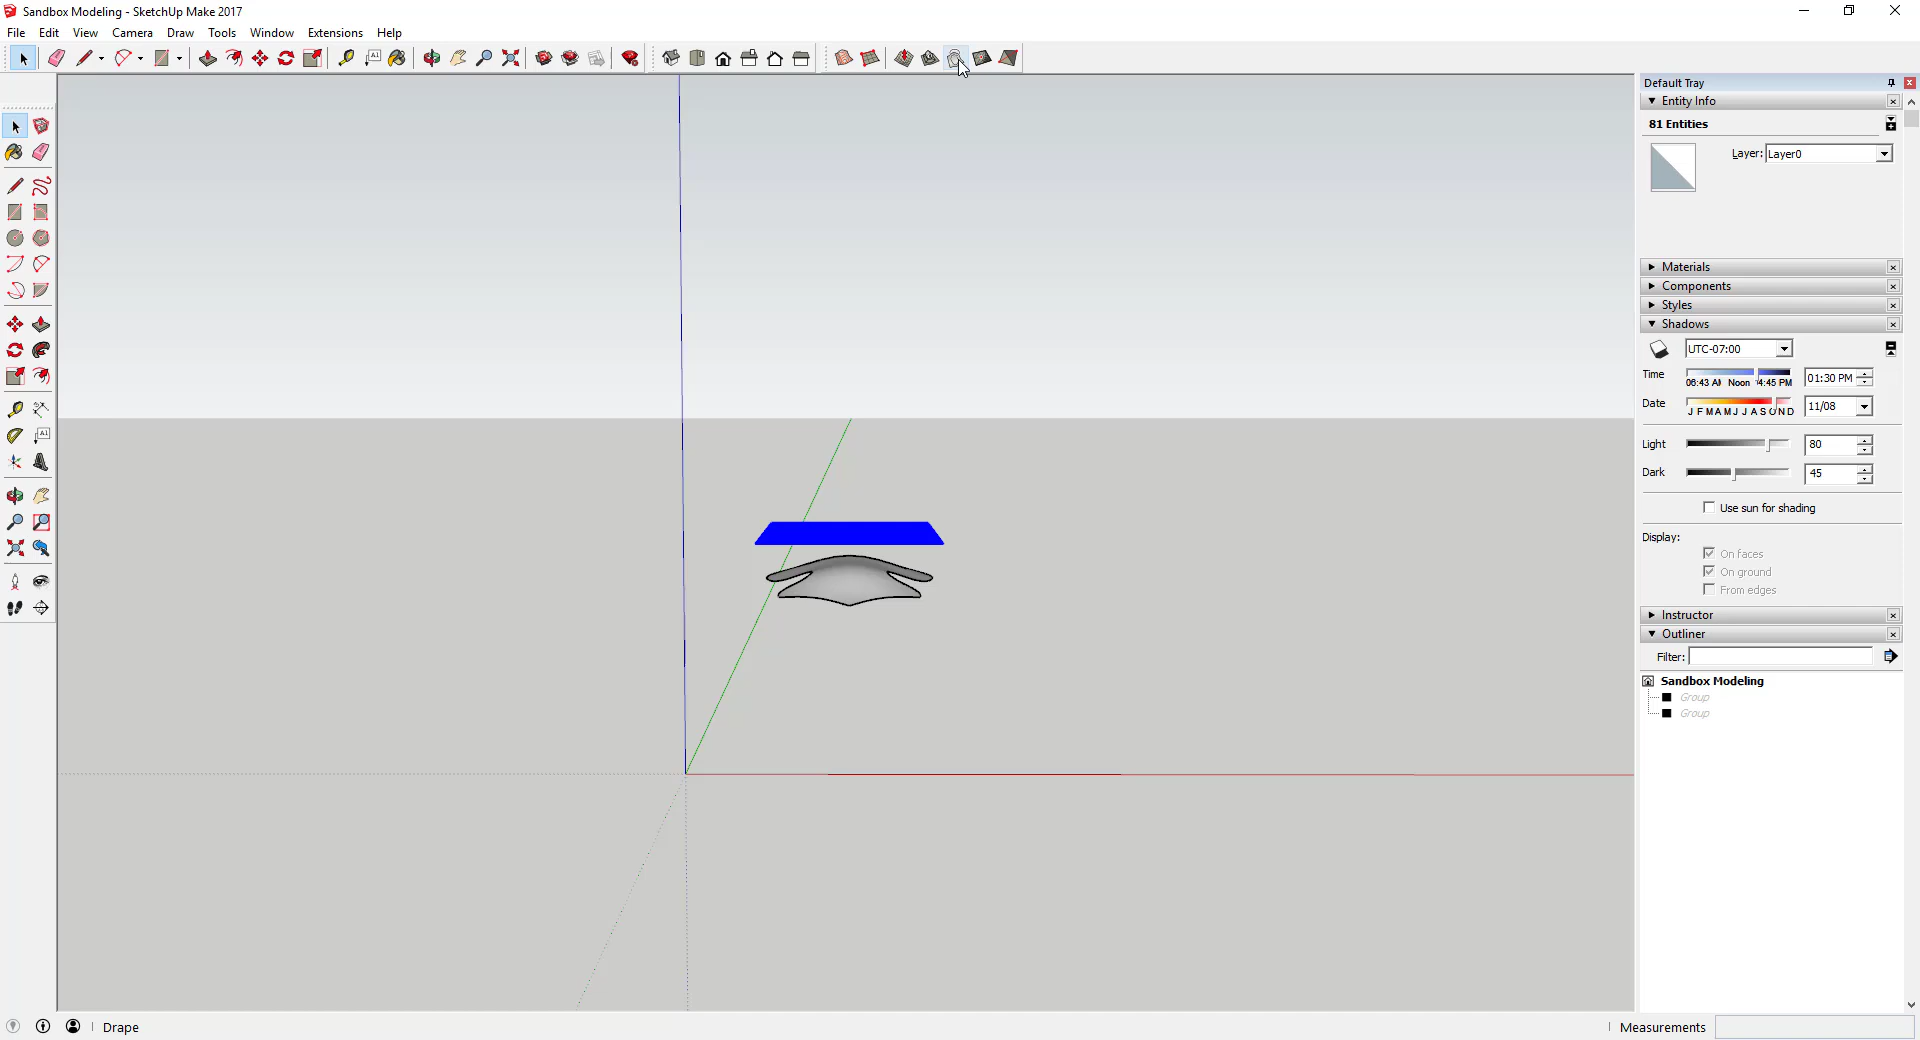 Sandbox Modeling - SketchUp Make 2017
File Edit View Camera Draw Tools Window Extensions Help
Default Tray
Entity Info
81 Entities
Layer: Layer0
Materials
Components
Styles
Shadows
UTC-07:00
Time 06:43 AM Noon 4:45 PM 01:30 PM
Date J F M A M J J A S O N D 11/08
Light 80
Dark 45
Use sun for shading
Display:
On faces
On ground
From edges
Instructor
Outliner
Filter:
Sandbox Modeling
Group
Group
Drape
Measurements